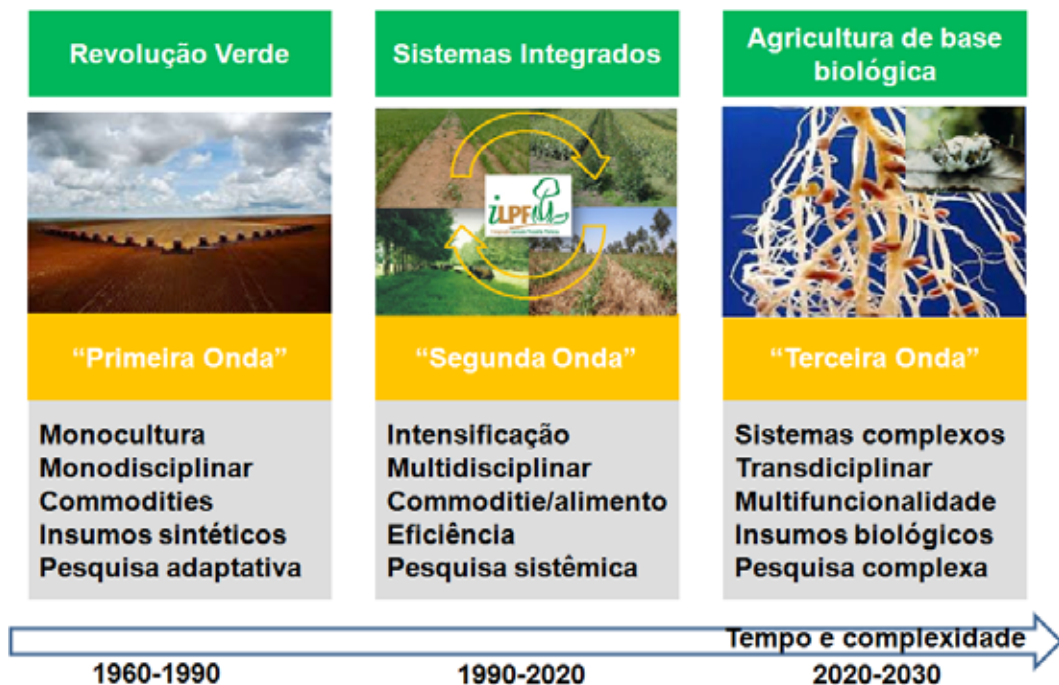 Revolução Verde
Sistemas Integrados
Agricultura de base
biológica
iLPF
“Primeira Onda”
“Segunda Onda”
“Terceira Onda”
Monocultura
Monodisciplinar
Commodities
Insumos sintéticos
Pesquisa adaptativa
Intensificação
Multidisciplinar
Commoditie/alimento
Eficiência
Pesquisa sistêmica
Sistemas complexos
Transdiciplinar
Multifuncionalidade
Insumos biológicos
Pesquisa complexa
Tempo e complexidade
1960-1990
1990-2020
2020-2030